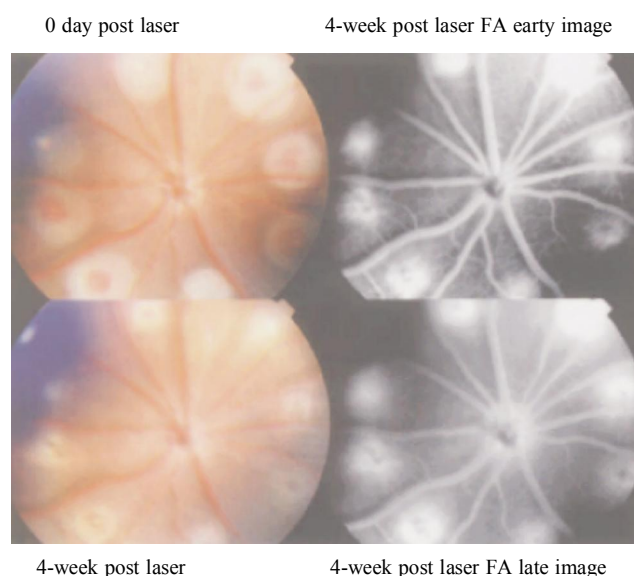 0 day post laser
4-week post laser FA earty image
4-week post laser
4-week post laser FA late image